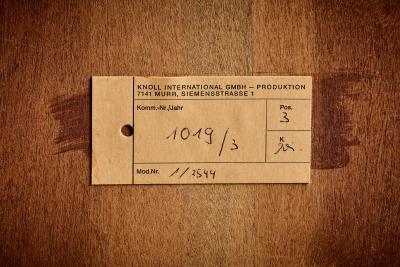 KNOLL INTERNATIONAL GMBH — PRODUKTION
7141 MURR, SIEMENSSTRASSE 1
Komm.-Nr./Jahr
Pos.
3
1019/3
K
Mod.Nr. 1/2544